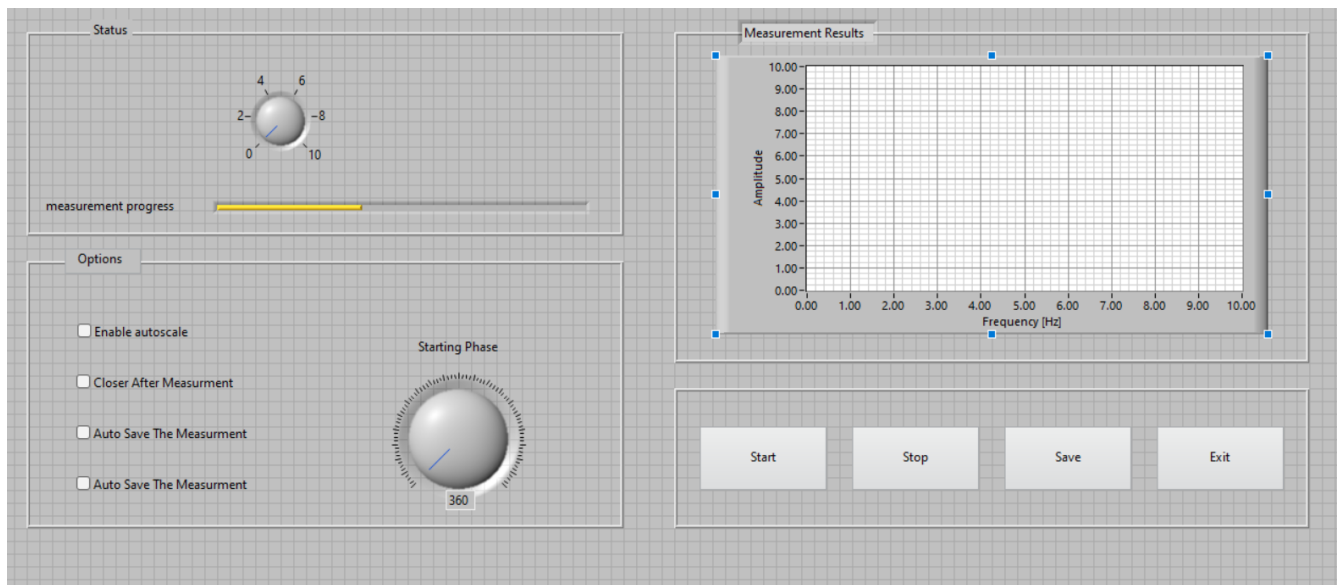 Status
4 6
2 8
0 10
measurement progress
Options
Enable autoscale
Closer After Measurment
Auto Save The Measurment
Auto Save The Measurment
Starting Phase
360
Measurement Results
10.00
9.00
8.00
7.00
6.00
5.00
4.00
3.00
2.00
1.00
0.00
Amplitude
0.00 1.00 2.00 3.00 4.00 5.00 6.00 7.00 8.00 9.00 10.00
Frequency [Hz]
Start Stop Save Exit